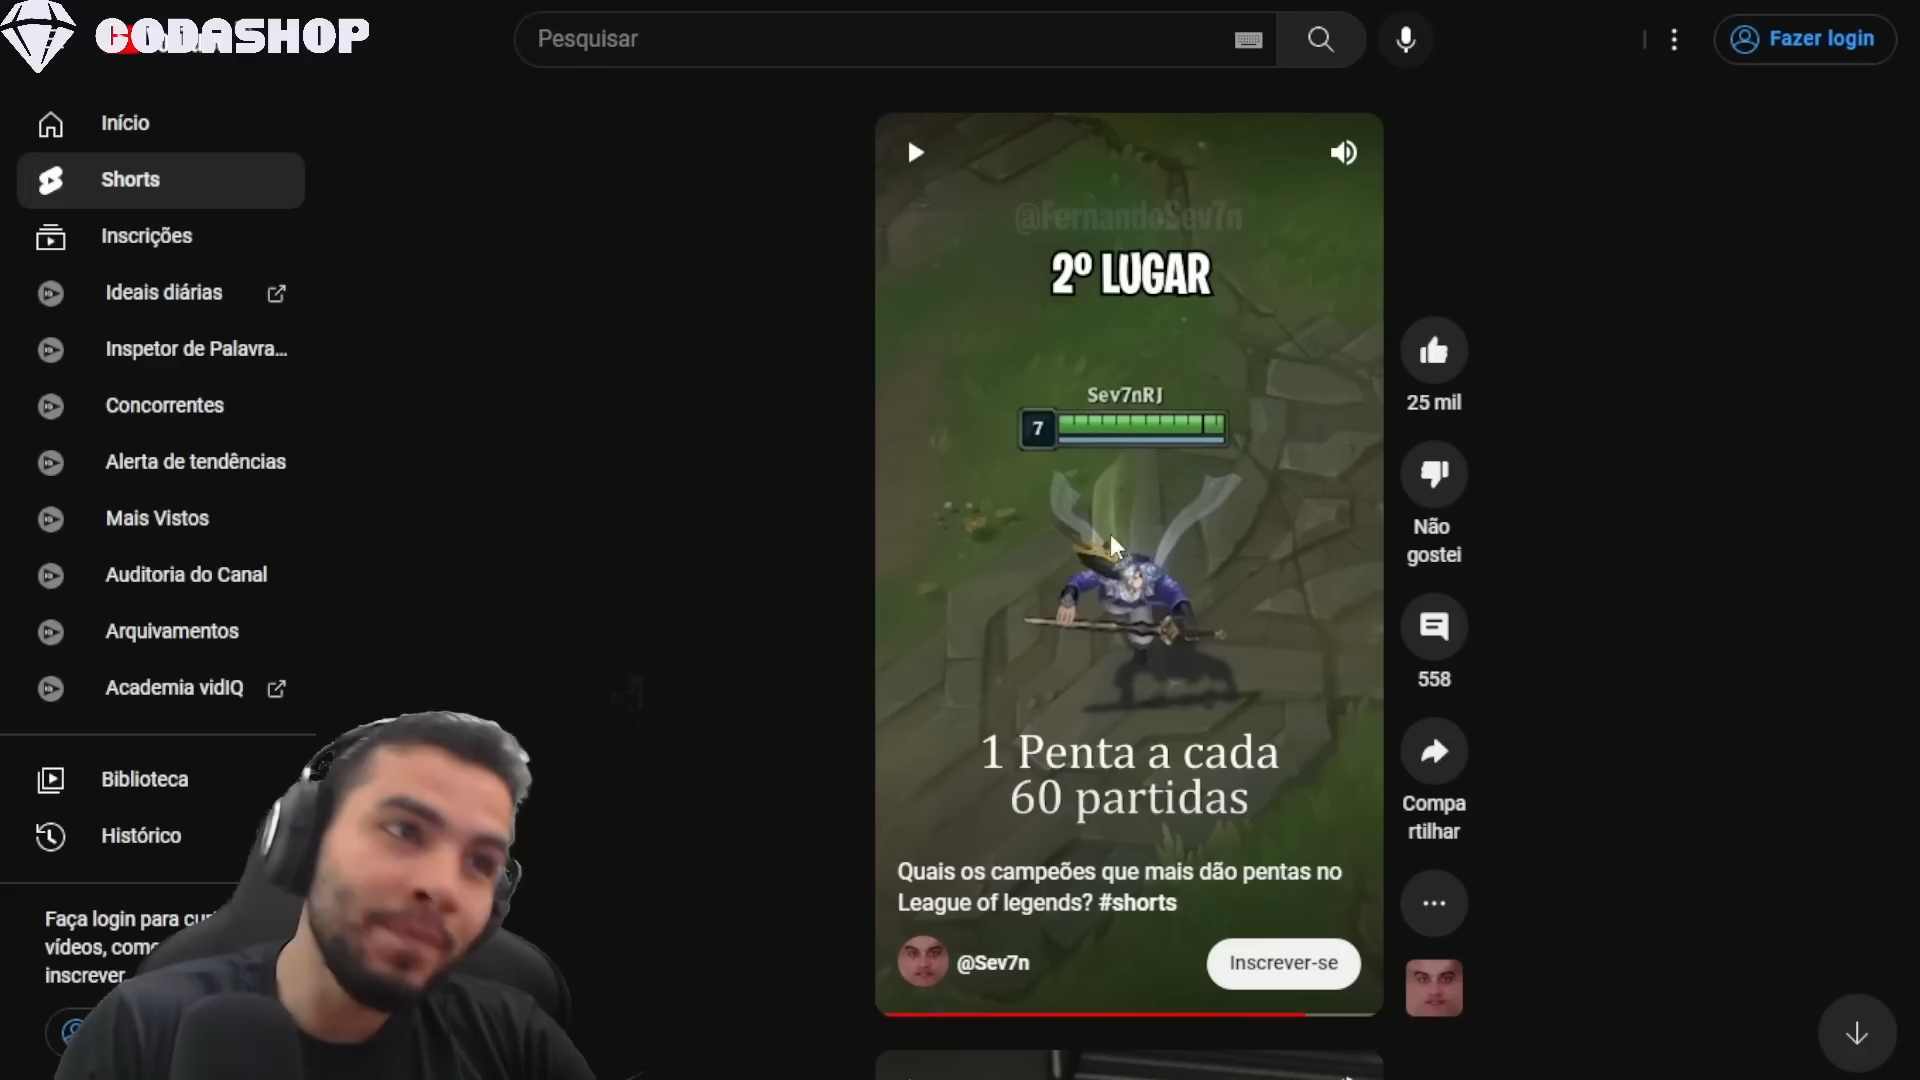 CODASHOP
Pesquisar
Fazer login
Início
Shorts
Inscrições
Ideais diárias
Inspetor de Palavra...
Concorrentes
Alerta de tendências
Mais Vistos
Auditoria do Canal
Arquivamentos
Academia vidIQ
Biblioteca
Histórico
Faça login para
vídeos,
inscrever.
@FernandoSev7n
2º LUGAR
Sev7nRJ
7
1 Penta a cada
60 partidas
Quais os campeões que mais dão pentas no
League of legends? #shorts
@Sev7n
Inscrever-se
25 mil
Não
gostei
558
Compa
rtilhar